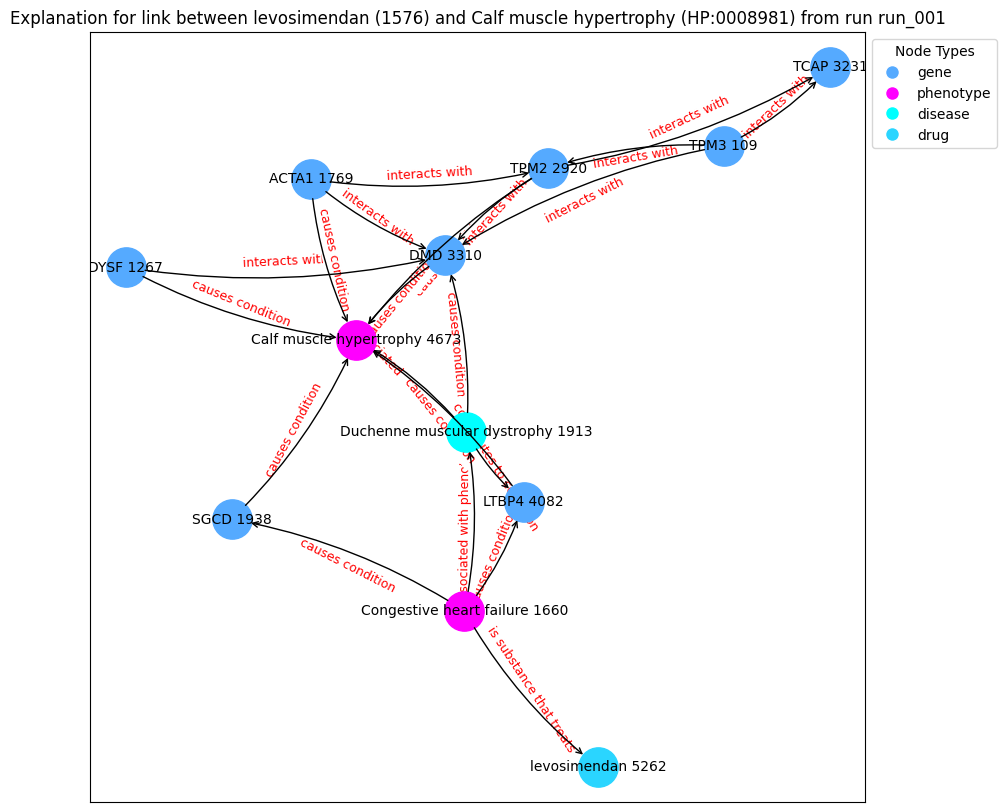 Explanation for link between levosimendan (1576) and Calf muscle hypertrophy (HP:0008981) from run run_001
Node Types
gene
phenotype
disease
drug
TCAP 3231
interacts with
interacts with
TPM3 109
interacts with
TPM2 2920
interacts with
ACTA1 1769
interacts with
interacts with
interacts with
causes condition
DMD 3310
DYSF 1267
interacts with
causes condition
causes condition
causes condition
Calf muscle hypertrophy 4673
causes
Duchenne muscular dystrophy 1913
causes condition
LTBP4 4082
SGCD 1938
associated with
causes condition
causes condition
Congestive heart failure 1660
is substance that treats
levosimendan 5262